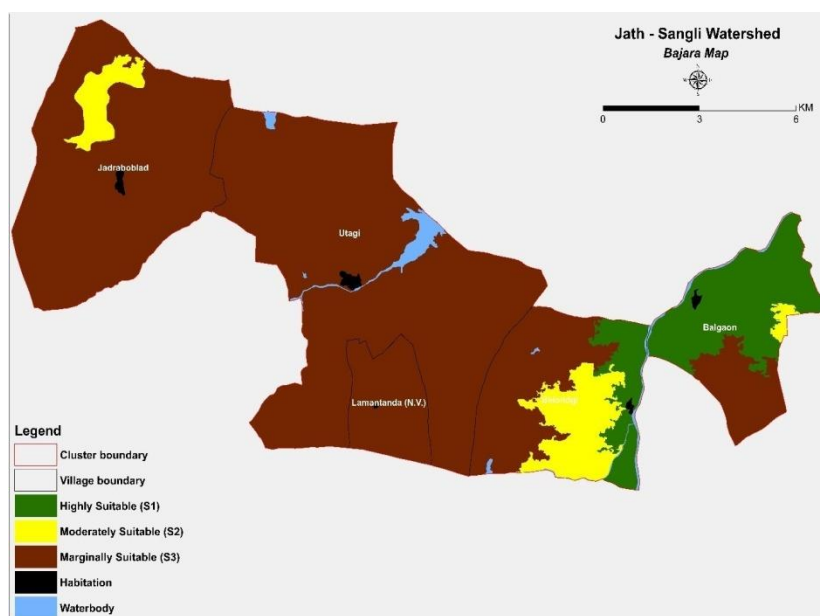 Jath - Sangli Watershed
Bajara Map
KM
0 3 6
Jadraboblad
Utagi
Balgaon
Lamantanda (N.V.)
Legend
Cluster boundary
Village boundary
Highly Suitable (S1)
Moderately Suitable (S2)
Marginally Suitable (S3)
Habitation
Waterbody